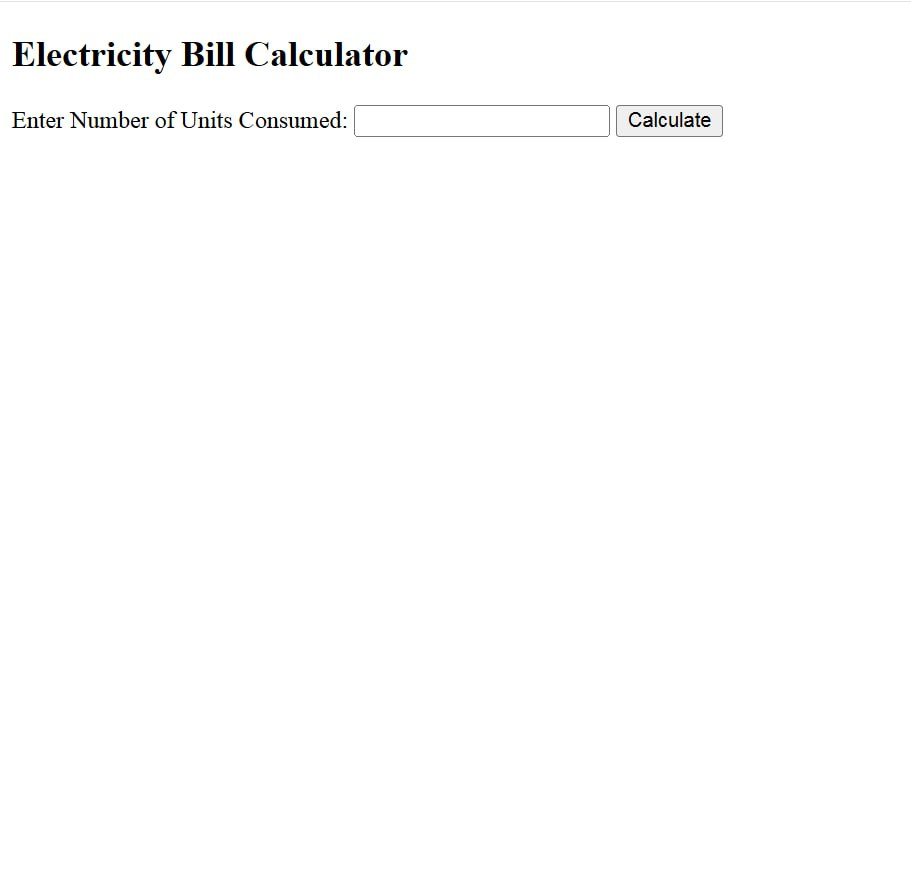 Electricity Bill Calculator
Enter Number of Units Consumed: Calculate